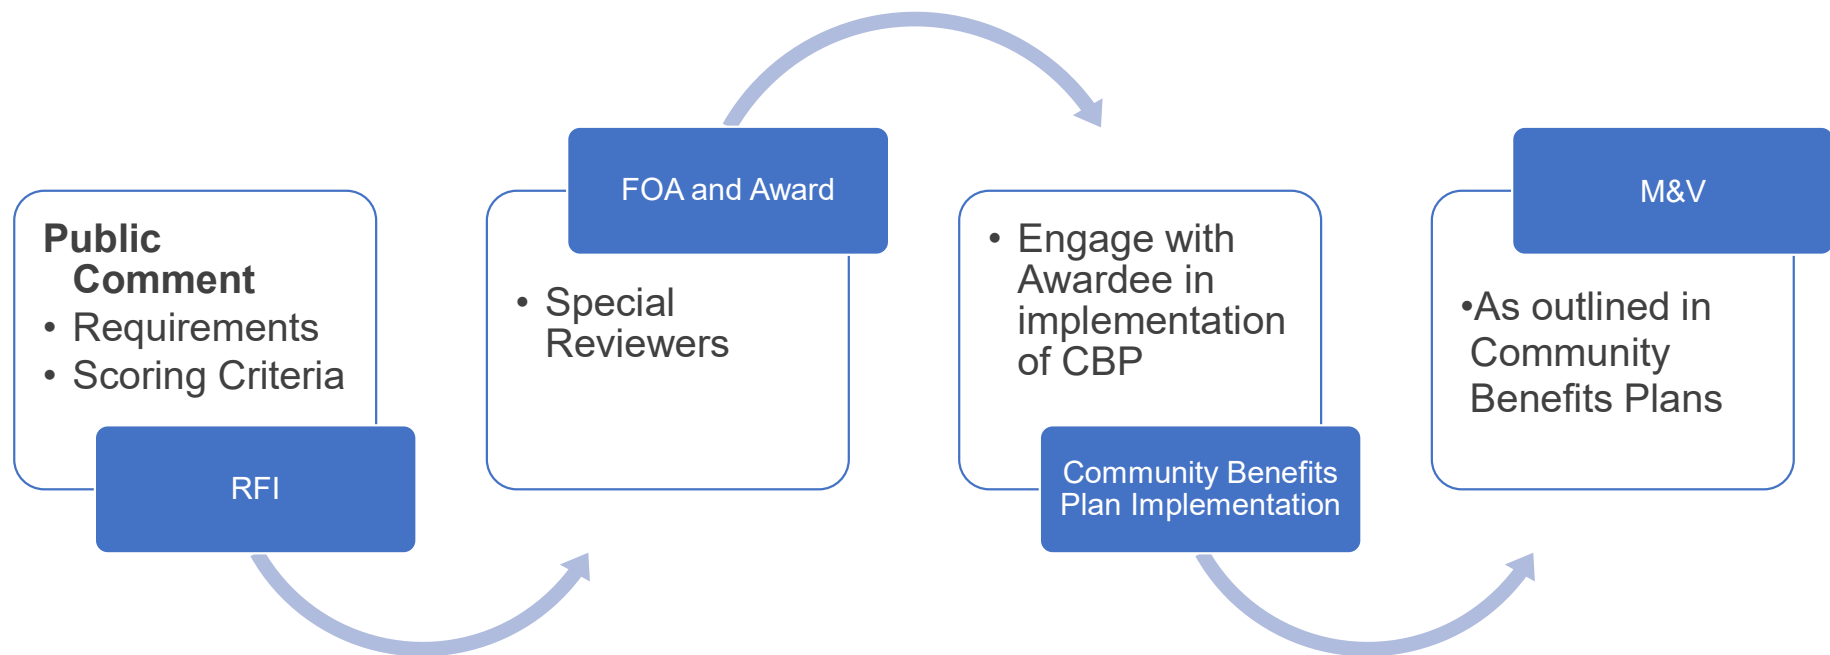 Public
Comment
• Requirements
• Scoring Criteria
RFI
FOA and Award
• Special
Reviewers
• Engage with
Awardee in
implementation
of CBP
Community Benefits
Plan Implementation
M&V
•As outlined in
Community
Benefits Plans